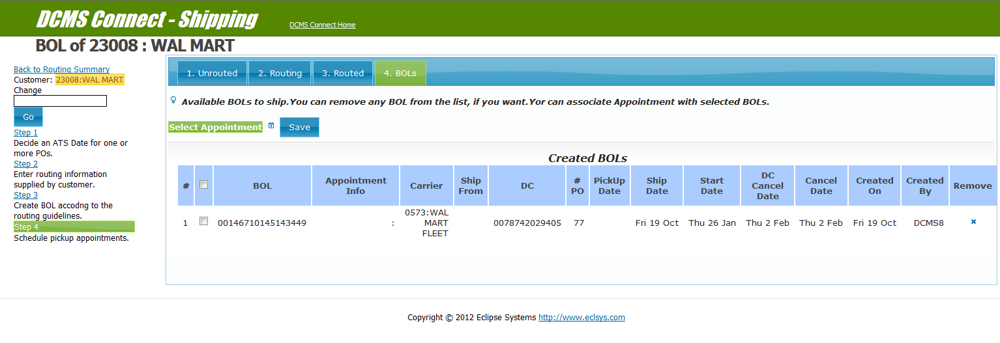 DCMS Connect - Shipping
DCMS Connect Home
BOL of 23008 : WAL MART
Back to Routing Summary
Customer: 23008:WAL MART
Change
Go
Step 1
Decide an ATS Date for one or
more POs.
Step 2
Enter routing information
supplied by customer.
Step 3
Create BOL accodng to the
routing guidelines.
Step 4
Schedule pickup appointments.
1. Unrouted 2. Routing 3. Routed 4. BOLs
Available BOLs to ship.You can remove any BOL from the list, if you want.Yor can associate Appointment with selected BOLs.
Select Appointment Save
Created BOLs
# BOL Appointment Info Carrier Ship From DC # PO PickUp Date Ship Date Start Date DC Cancel Date Cancel Date Created On Created By Remove
1 00146710145143449 : 0573:WAL MART FLEET 0078742029405 77 Fri 19 Oct Thu 26 Jan Thu 2 Feb Thu 2 Feb Fri 19 Oct DCMS8
Copyright © 2012 Eclipse Systems http://www.eclsys.com